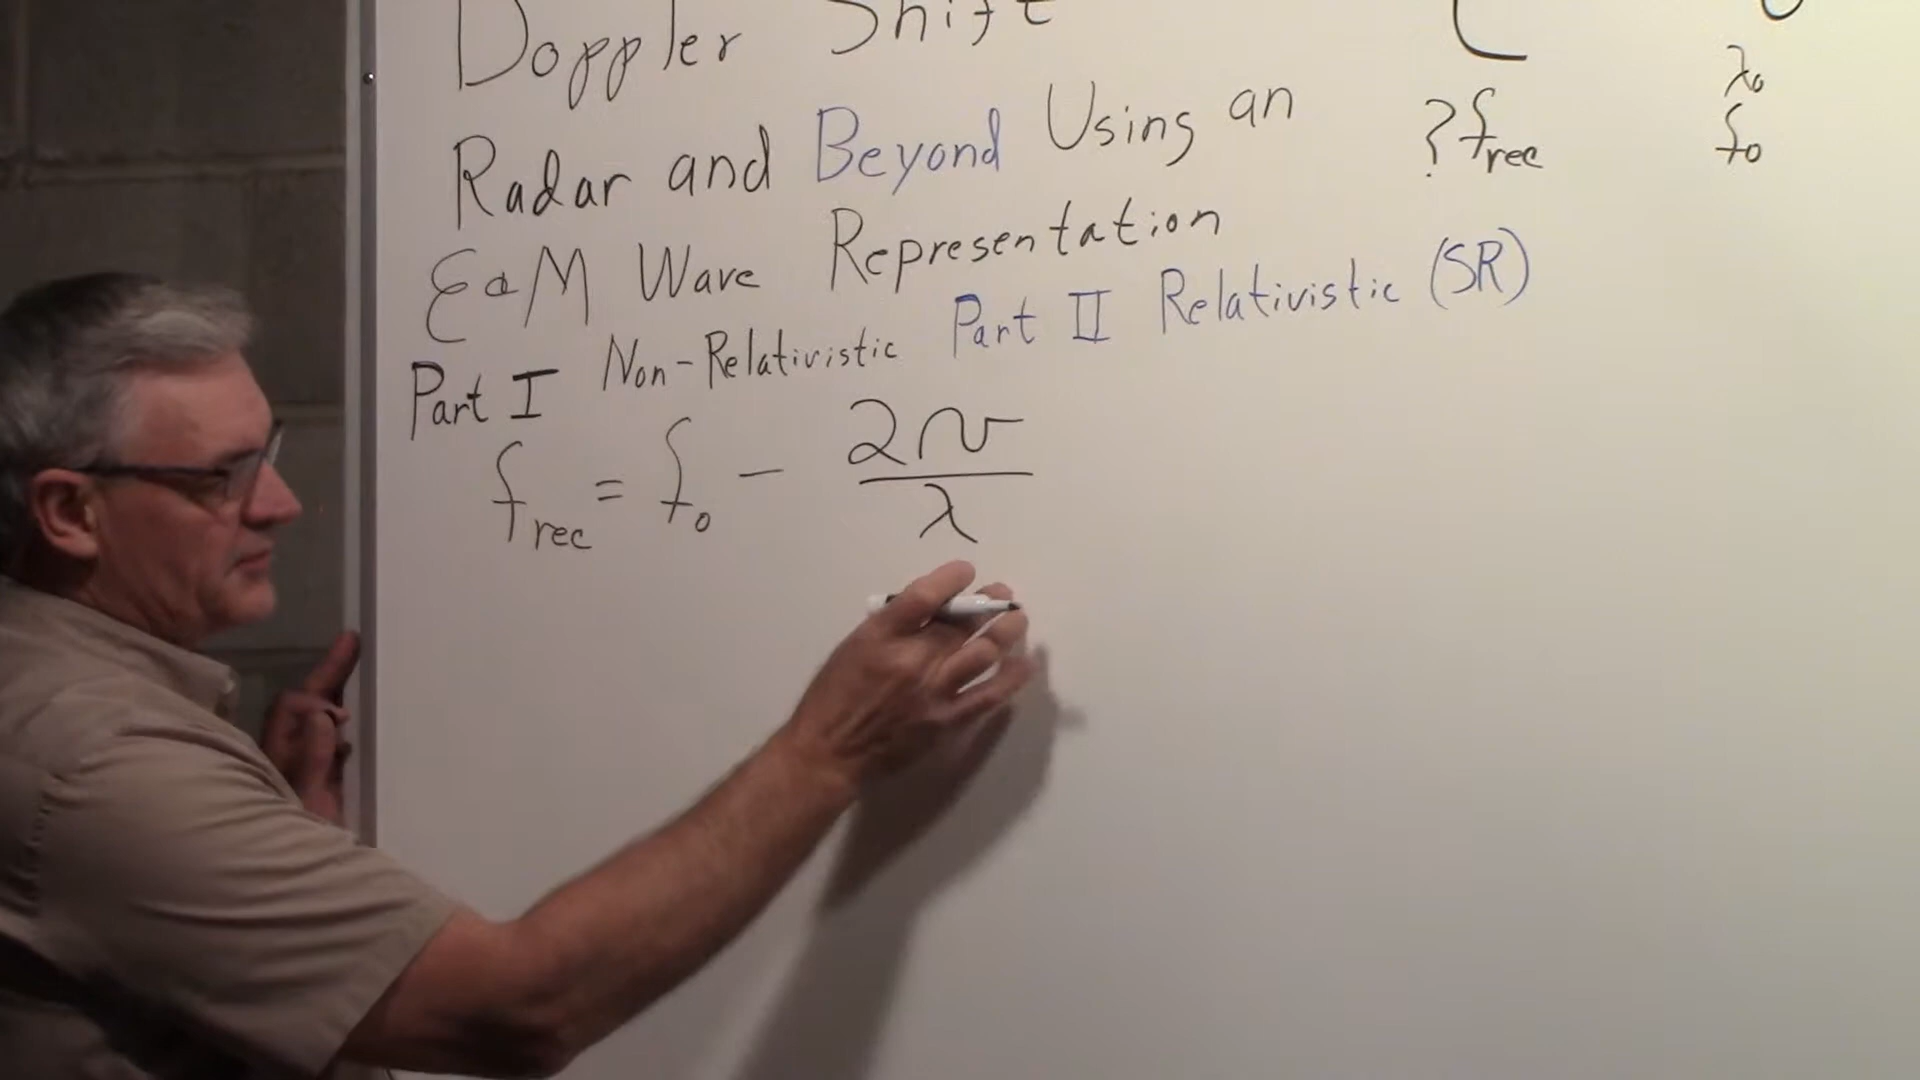 Doppler Shift
Radar and Beyond Using an
E&M Wave Representation
Part I Non-Relativistic Part II Relativistic (SR)
f_rec = f_0 - 2v/λ
λ_0
? f_rec f_0